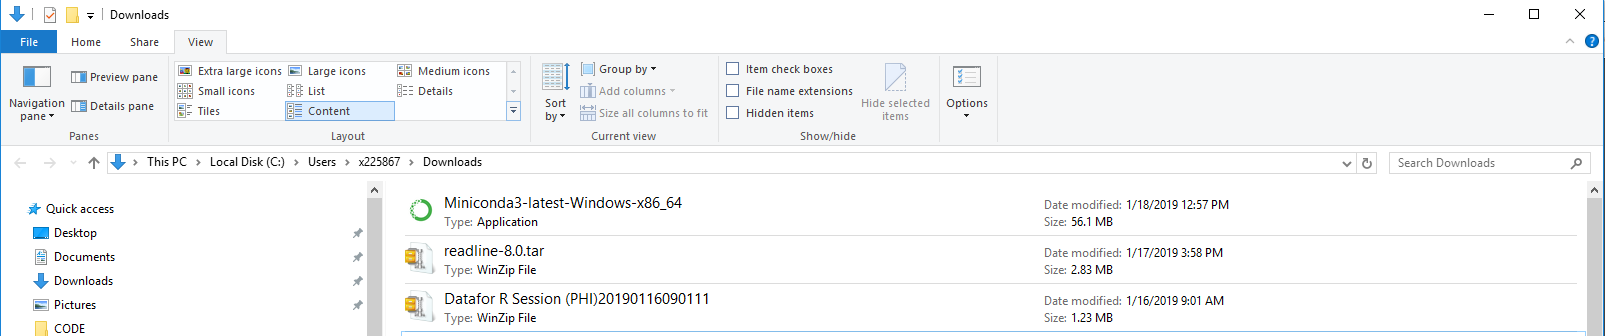 Downloads
File Home Share View
Extra large icons Large icons Medium icons
Small icons List Details
Tiles Content
Navigation pane
Preview pane
Details pane
Sort by
Group by
Add columns
Size all columns to fit
Item check boxes
File name extensions
Hidden items
Hide selected items
Options
Panes Layout Current view Show/hide
This PC Local Disk (C:) Users x225867 Downloads
Search Downloads
Quick access
Desktop
Documents
Downloads
Pictures
CODE
Miniconda3-latest-Windows-x86_64 Date modified: 1/18/2019 12:57 PM
Type: Application Size: 56.1 MB
readline-8.0.tar Date modified: 1/17/2019 3:58 PM
Type: WinZip File Size: 2.83 MB
Datafor R Session (PHI)20190116090111 Date modified: 1/16/2019 9:01 AM
Type: WinZip File Size: 1.23 MB